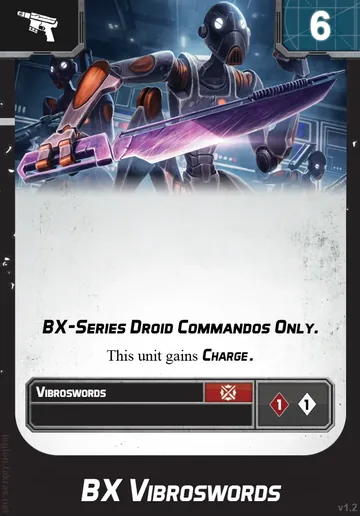 6
BX-Series Droid Commandos Only.
This unit gains Charge.
Vibroswords
1 1
BX Vibroswords
v1.2